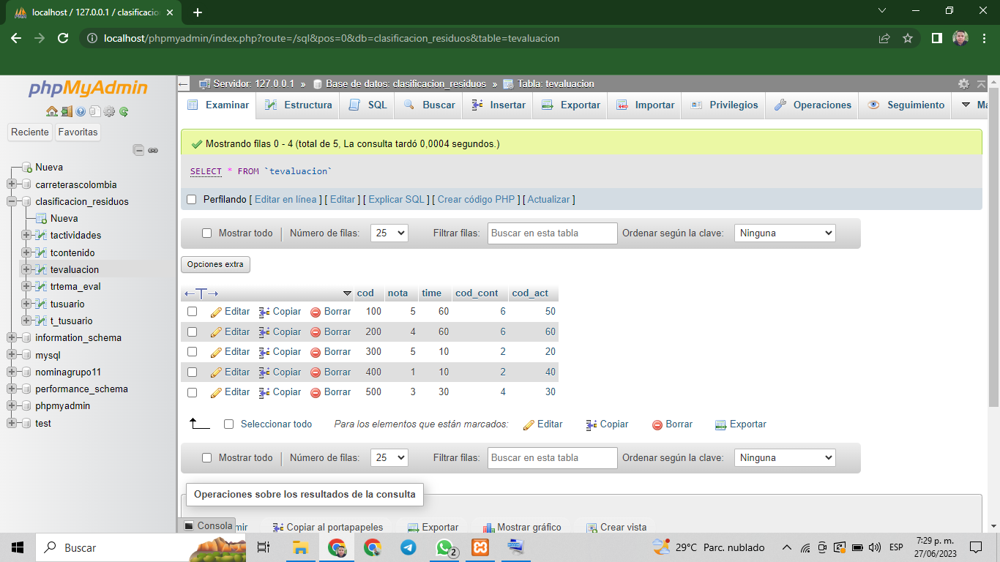 localhost / 127.0.0.1 / clasificacio
localhost/phpmyadmin/index.php?route=/sql&pos=0&db=clasificacion_residuos&table=tevaluacion
phpMyAdmin
Reciente Favoritas
Nueva
carreterascolombia
clasificacion_residuos
Nueva
tactividades
tcontenido
tevaluacion
trtema_eval
tusuario
t_tusuario
information_schema
mysql
nominagrupo11
performance_schema
phpmyadmin
test
Servidor: 127.0.0.1 » Base de datos: clasificacion_residuos » Tabla: tevaluacion
Examinar Estructura SQL Buscar Insertar Exportar Importar Privilegios Operaciones Seguimiento Ma
Mostrando filas 0 - 4 (total de 5, La consulta tardó 0,0004 segundos.)
SELECT * FROM `tevaluacion`
Perfilando [ Editar en línea ] [ Editar ] [ Explicar SQL ] [ Crear código PHP ] [ Actualizar ]
Mostrar todo Número de filas: 25 Filtrar filas: Buscar en esta tabla Ordenar según la clave: Ninguna
Opciones extra
←T→ cod nota time cod_cont cod_act
Editar Copiar Borrar 100 5 60 6 50
Editar Copiar Borrar 200 4 60 6 60
Editar Copiar Borrar 300 5 10 2 20
Editar Copiar Borrar 400 1 10 2 40
Editar Copiar Borrar 500 3 30 4 30
Seleccionar todo Para los elementos que están marcados: Editar Copiar Borrar Exportar
Mostrar todo Número de filas: 25 Filtrar filas: Buscar en esta tabla Ordenar según la clave: Ninguna
Operaciones sobre los resultados de la consulta
Consola mir Copiar al portapapeles Exportar Mostrar gráfico Crear vista
Buscar
2
29°C Parc. nublado
ESP
7:29 p. m.
27/06/2023